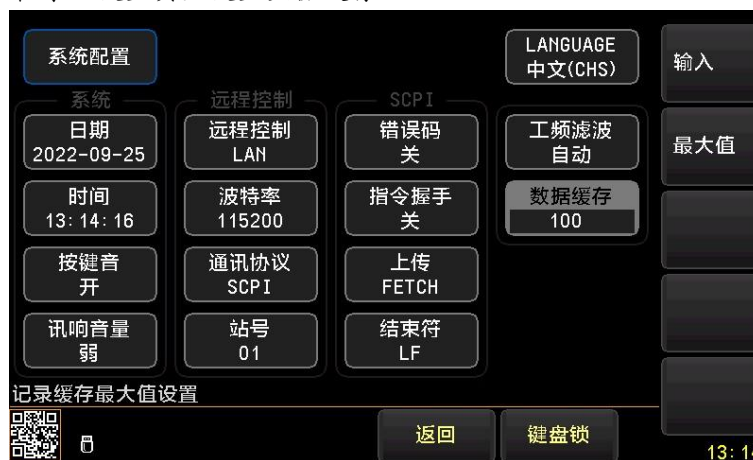 系统配置
LANGUAGE
中文(CHS)
输入
系统
远程控制
SCPI
日期
2022-09-25
远程控制
LAN
错误码
关
工频滤波
自动
最大值
时间
13:14:16
波特率
115200
指令握手
关
数据缓存
100
按键音
开
通讯协议
SCPI
上传
FETCH
讯响音量
弱
站号
01
结束符
LF
记录缓存最大值设置
返回
键盘锁